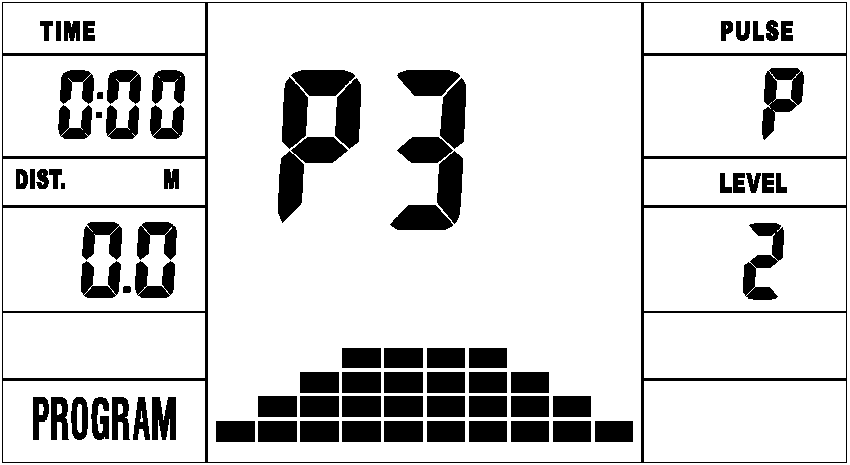 TIME
0:00
DIST. M
0.0
PROGRAM
P3
PULSE
P
LEVEL
2